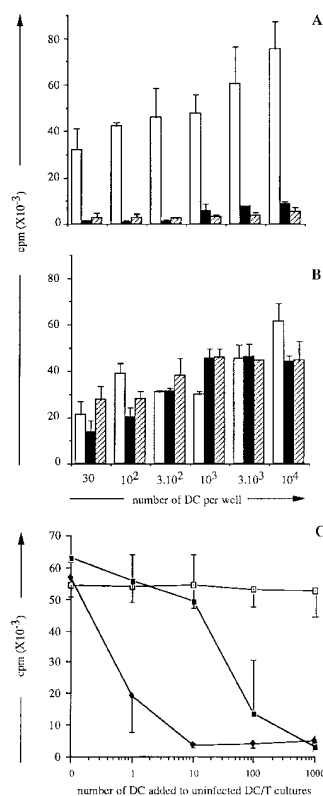 A
80
60
40
20
0
cpm (X10⁻³)
B
80
60
40
20
0
30 10² 3.10² 10³ 3.10³ 10⁴
number of DC per well
C
70
60
50
40
30
20
10
0
cpm (X10⁻³)
0 1 10 100 1000
number of DC added to uninfected DC/T cultures